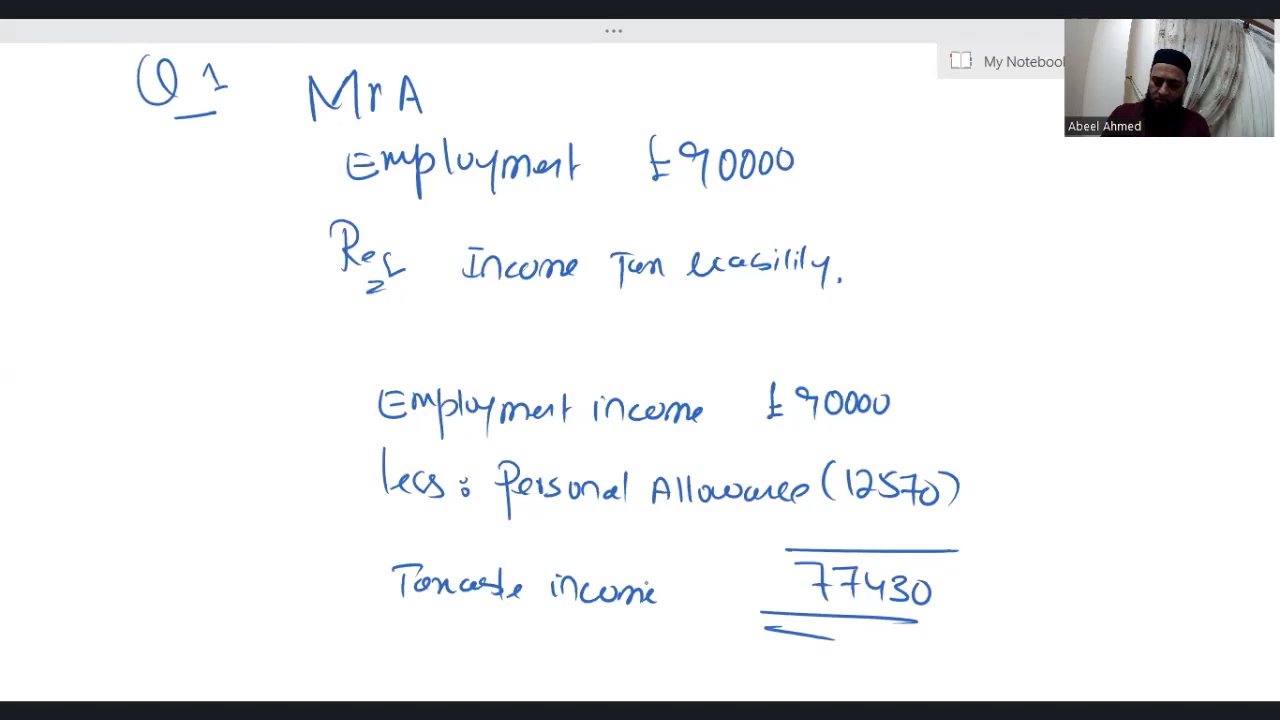 My Notebook
Abeel Ahmed
Q 1 Mr A
Employment £90000
Req Income Tax liability.
Employment income £90000
less: Personal Allowance (12570)
Taxable income 77430